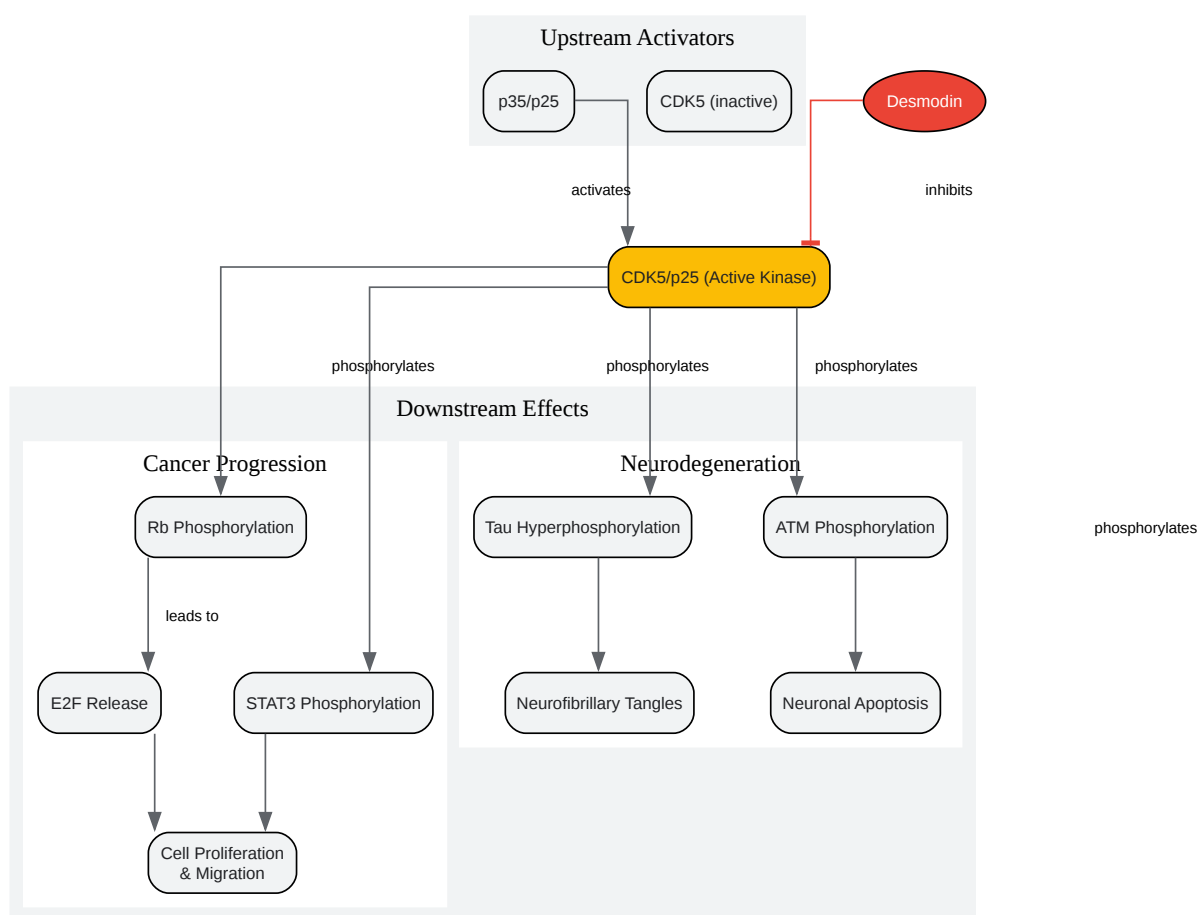 Upstream Activators
p35/p25
CDK5 (inactive)
Desmodin
activates
inhibits
CDK5/p25 (Active Kinase)
phosphorylates
phosphorylates
phosphorylates
Downstream Effects
Cancer Progression
Neurodegeneration
Rb Phosphorylation
Tau Hyperphosphorylation
ATM Phosphorylation
phosphorylates
leads to
E2F Release
STAT3 Phosphorylation
Neurofibrillary Tangles
Neuronal Apoptosis
Cell Proliferation
& Migration